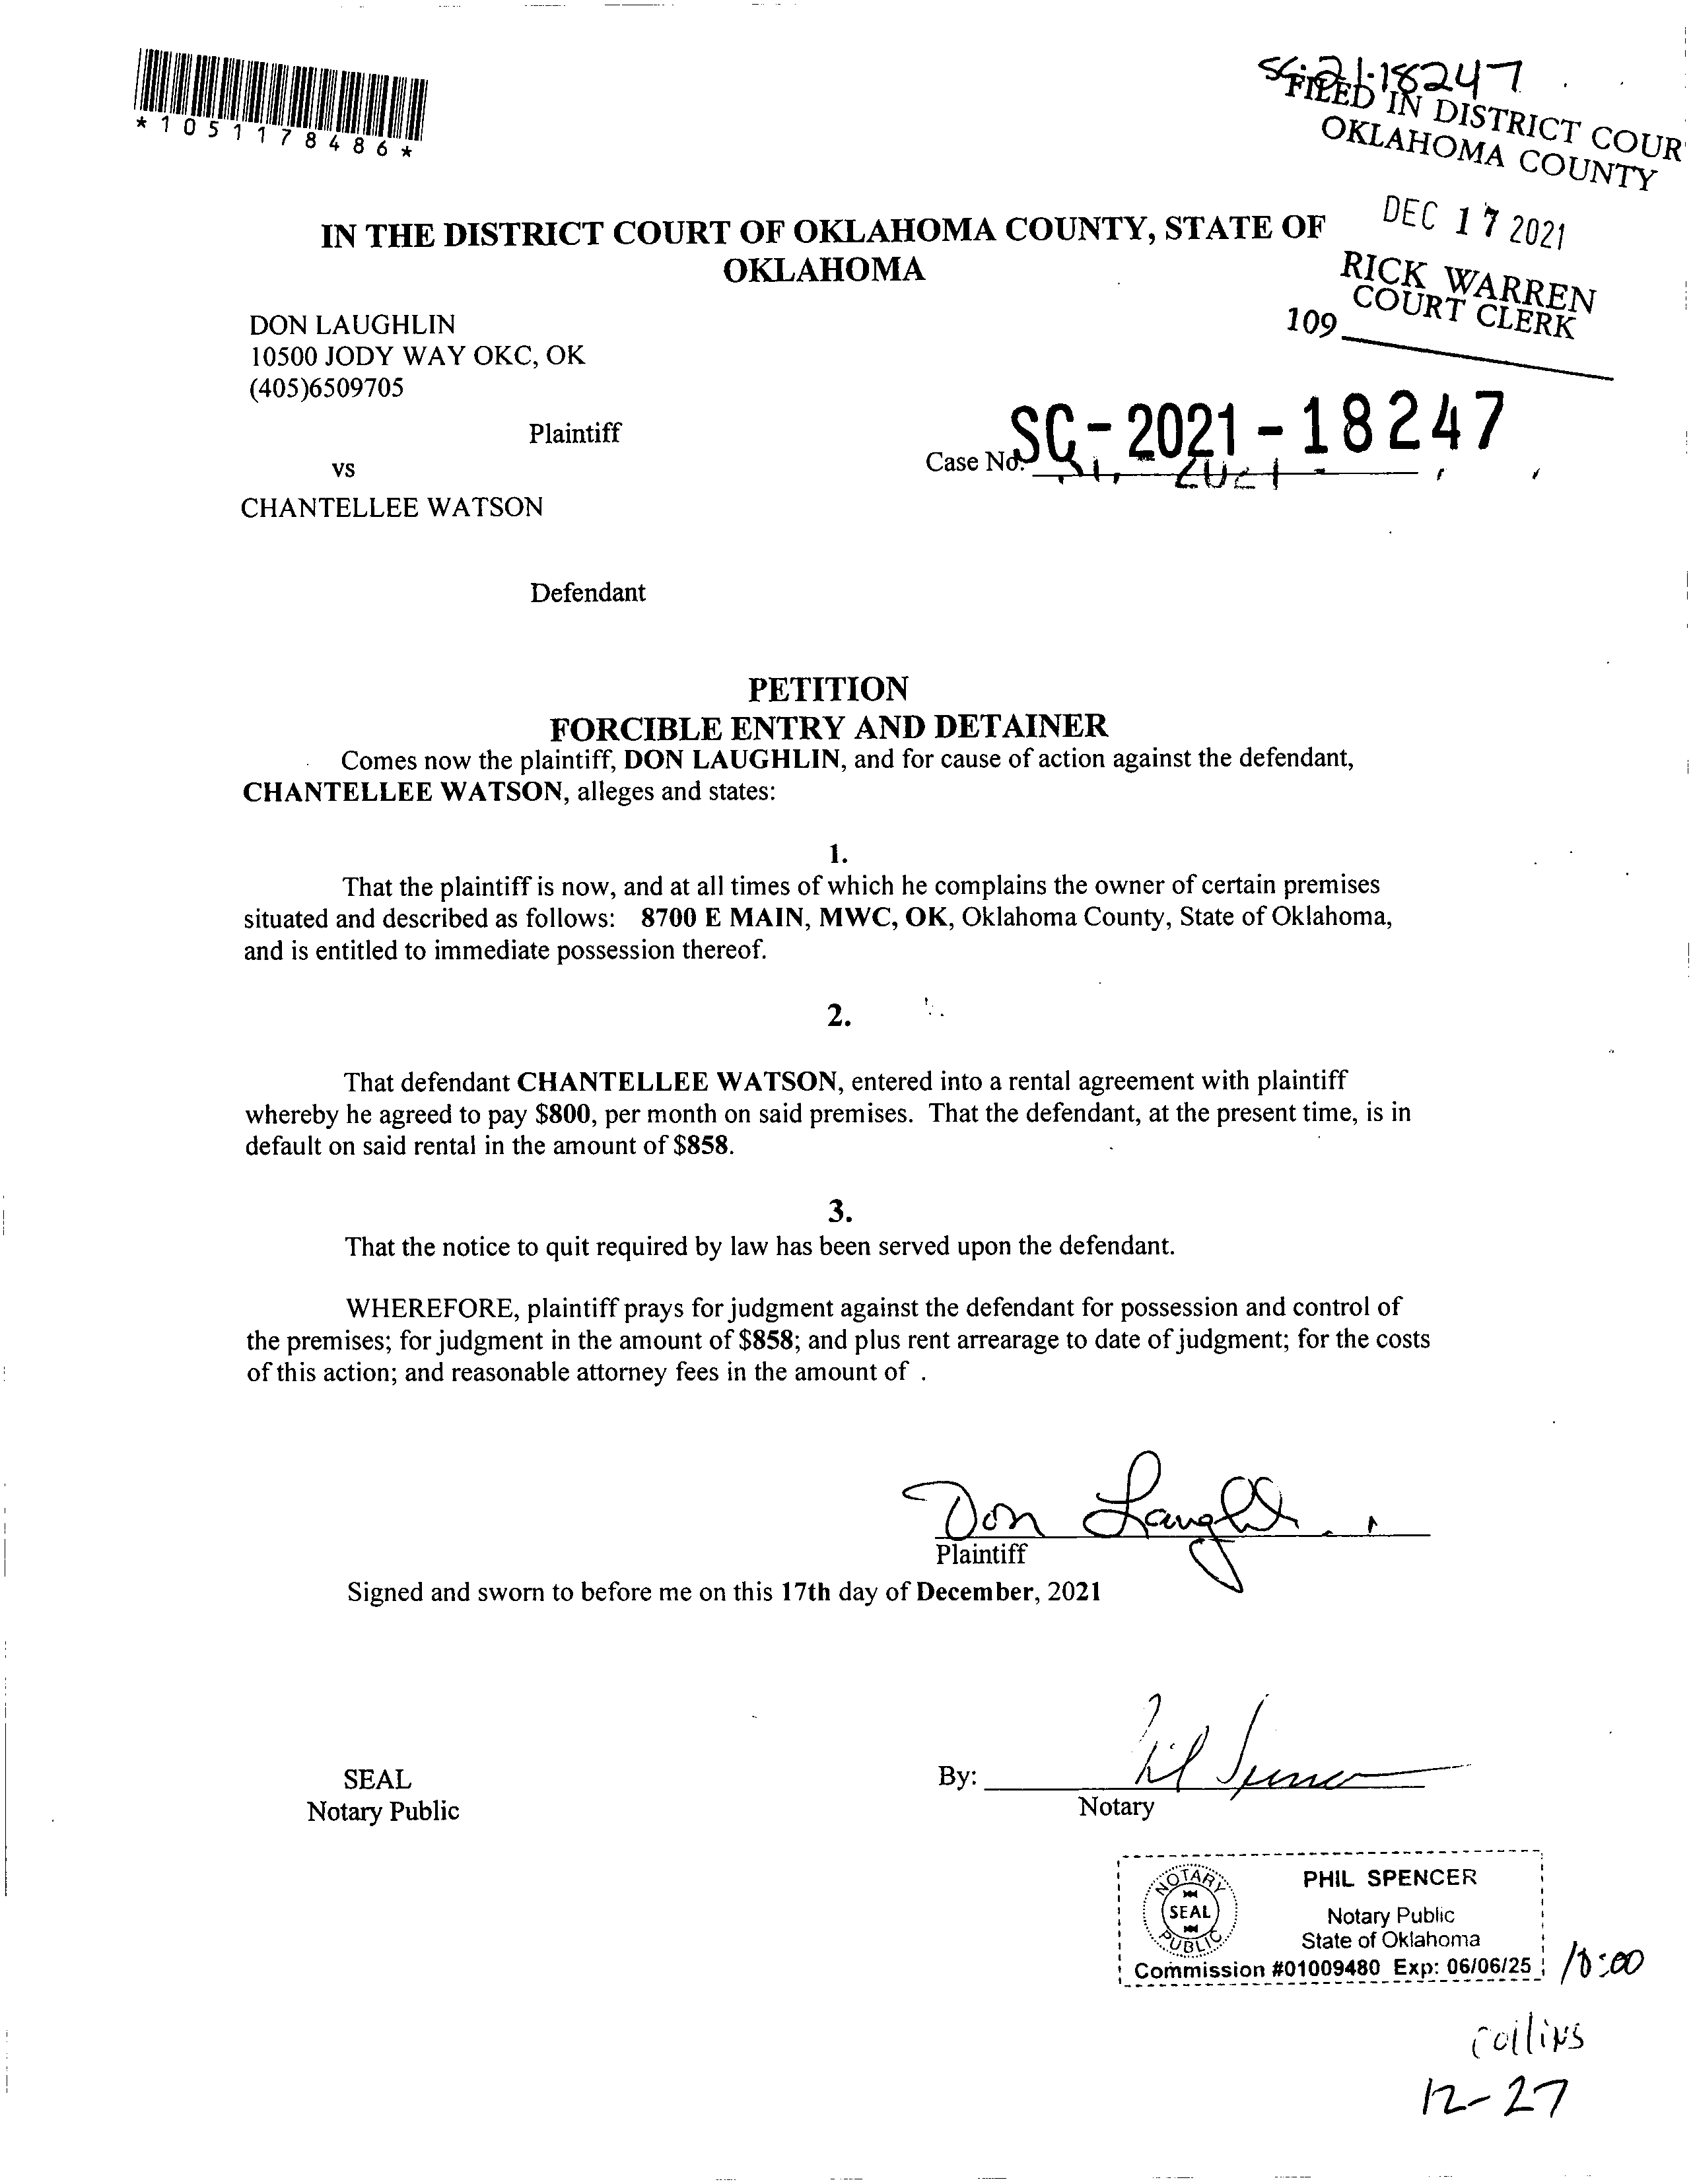 *1051178486*
SC-21-18247
FILED IN DISTRICT COUR
OKLAHOMA COUNTY
DEC 17 2021
RICK WARREN
COURT CLERK
109
IN THE DISTRICT COURT OF OKLAHOMA COUNTY, STATE OF
OKLAHOMA
DON LAUGHLIN
10500 JODY WAY OKC, OK
(405)6509705
Plaintiff
Case No. SC-2021-18247
vs
CHANTELLEE WATSON
Defendant
PETITION
FORCIBLE ENTRY AND DETAINER
Comes now the plaintiff, DON LAUGHLIN, and for cause of action against the defendant,
CHANTELLEE WATSON, alleges and states:
1.
That the plaintiff is now, and at all times of which he complains the owner of certain premises
situated and described as follows: 8700 E MAIN, MWC, OK, Oklahoma County, State of Oklahoma,
and is entitled to immediate possession thereof.
2.
That defendant CHANTELLEE WATSON, entered into a rental agreement with plaintiff
whereby he agreed to pay $800, per month on said premises. That the defendant, at the present time, is in
default on said rental in the amount of $858.
3.
That the notice to quit required by law has been served upon the defendant.
WHEREFORE, plaintiff prays for judgment against the defendant for possession and control of
the premises; for judgment in the amount of $858; and plus rent arrearage to date of judgment; for the costs
of this action; and reasonable attorney fees in the amount of .
Don Laughlin
Plaintiff
Signed and sworn to before me on this 17th day of December, 2021
SEAL
Notary Public
By: Phil Spencer
Notary
NOTARY
SEAL
PUBLIC
PHIL SPENCER
Notary Public
State of Oklahoma
Commission #01009480 Exp: 06/06/25
10:00
Collins
12-27